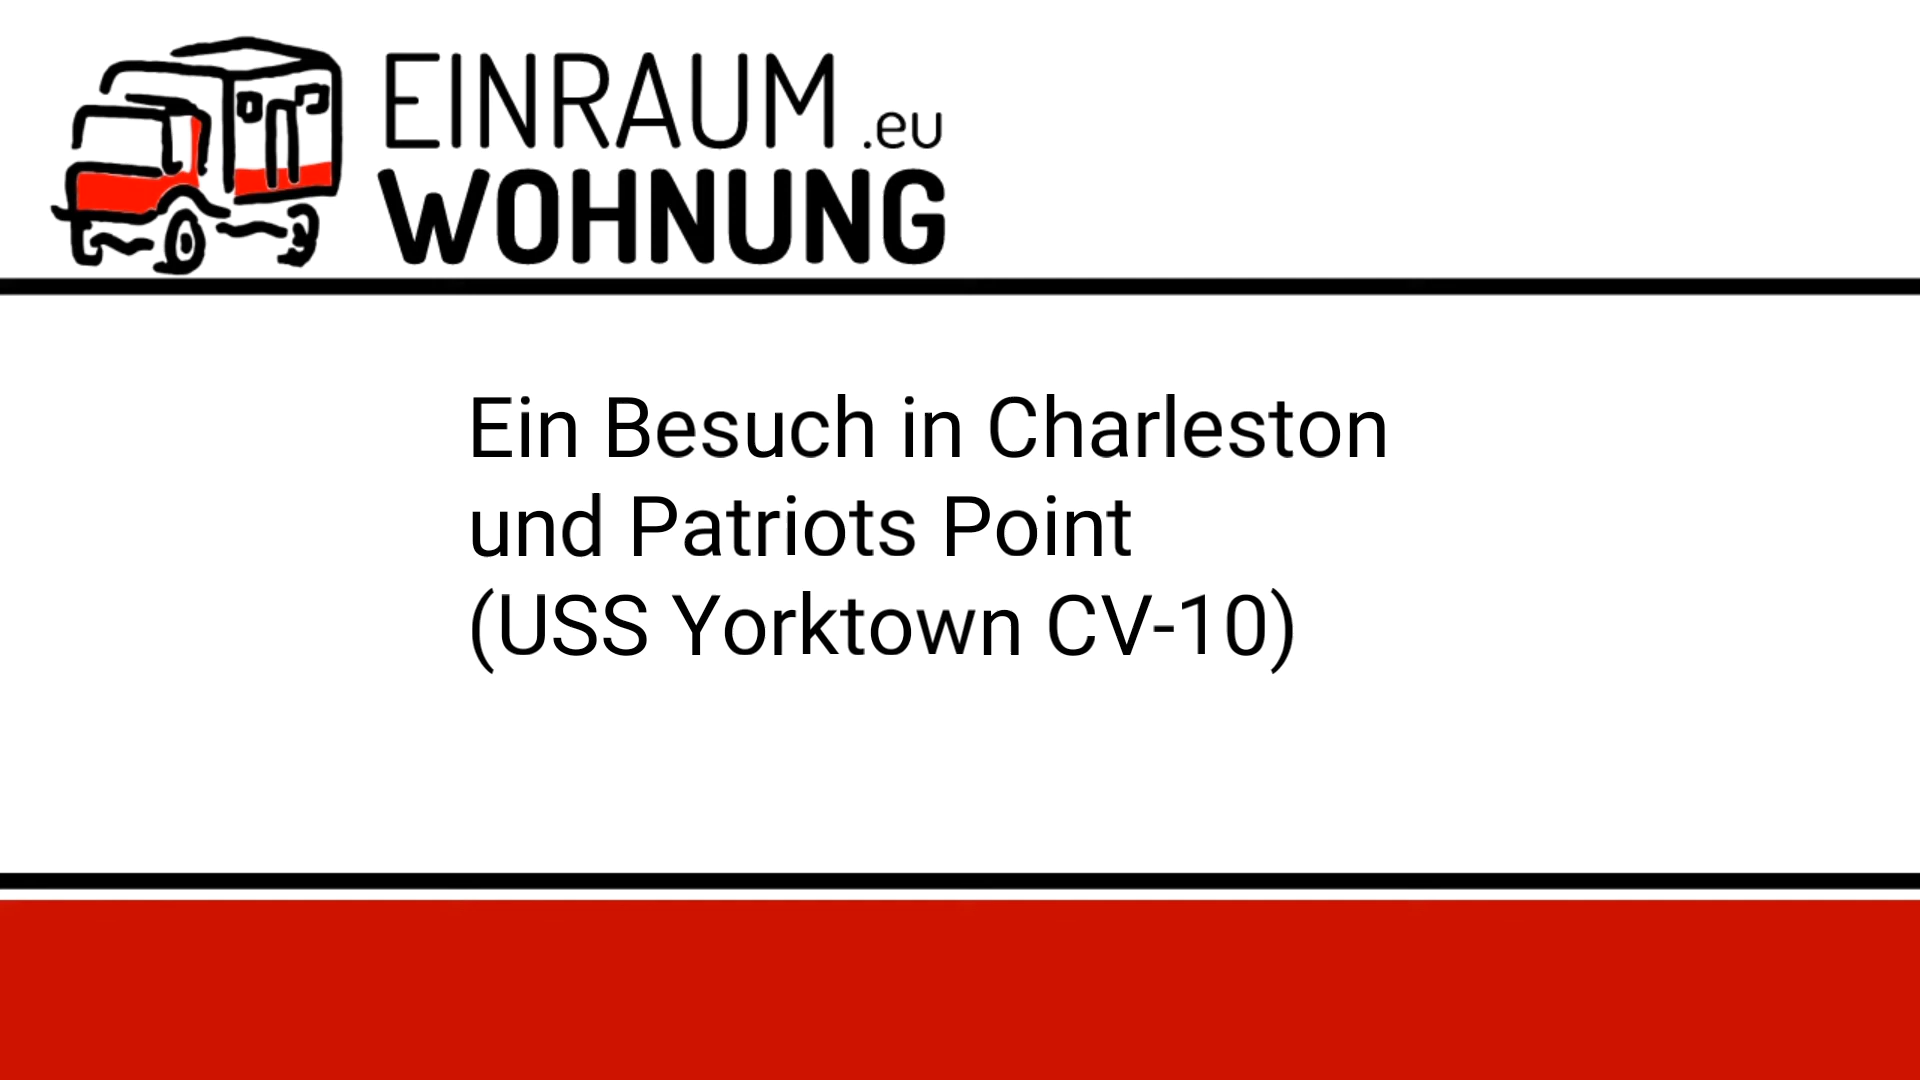 EINRAUM .eu
WOHNUNG
Ein Besuch in Charleston
und Patriots Point
(USS Yorktown CV-10)